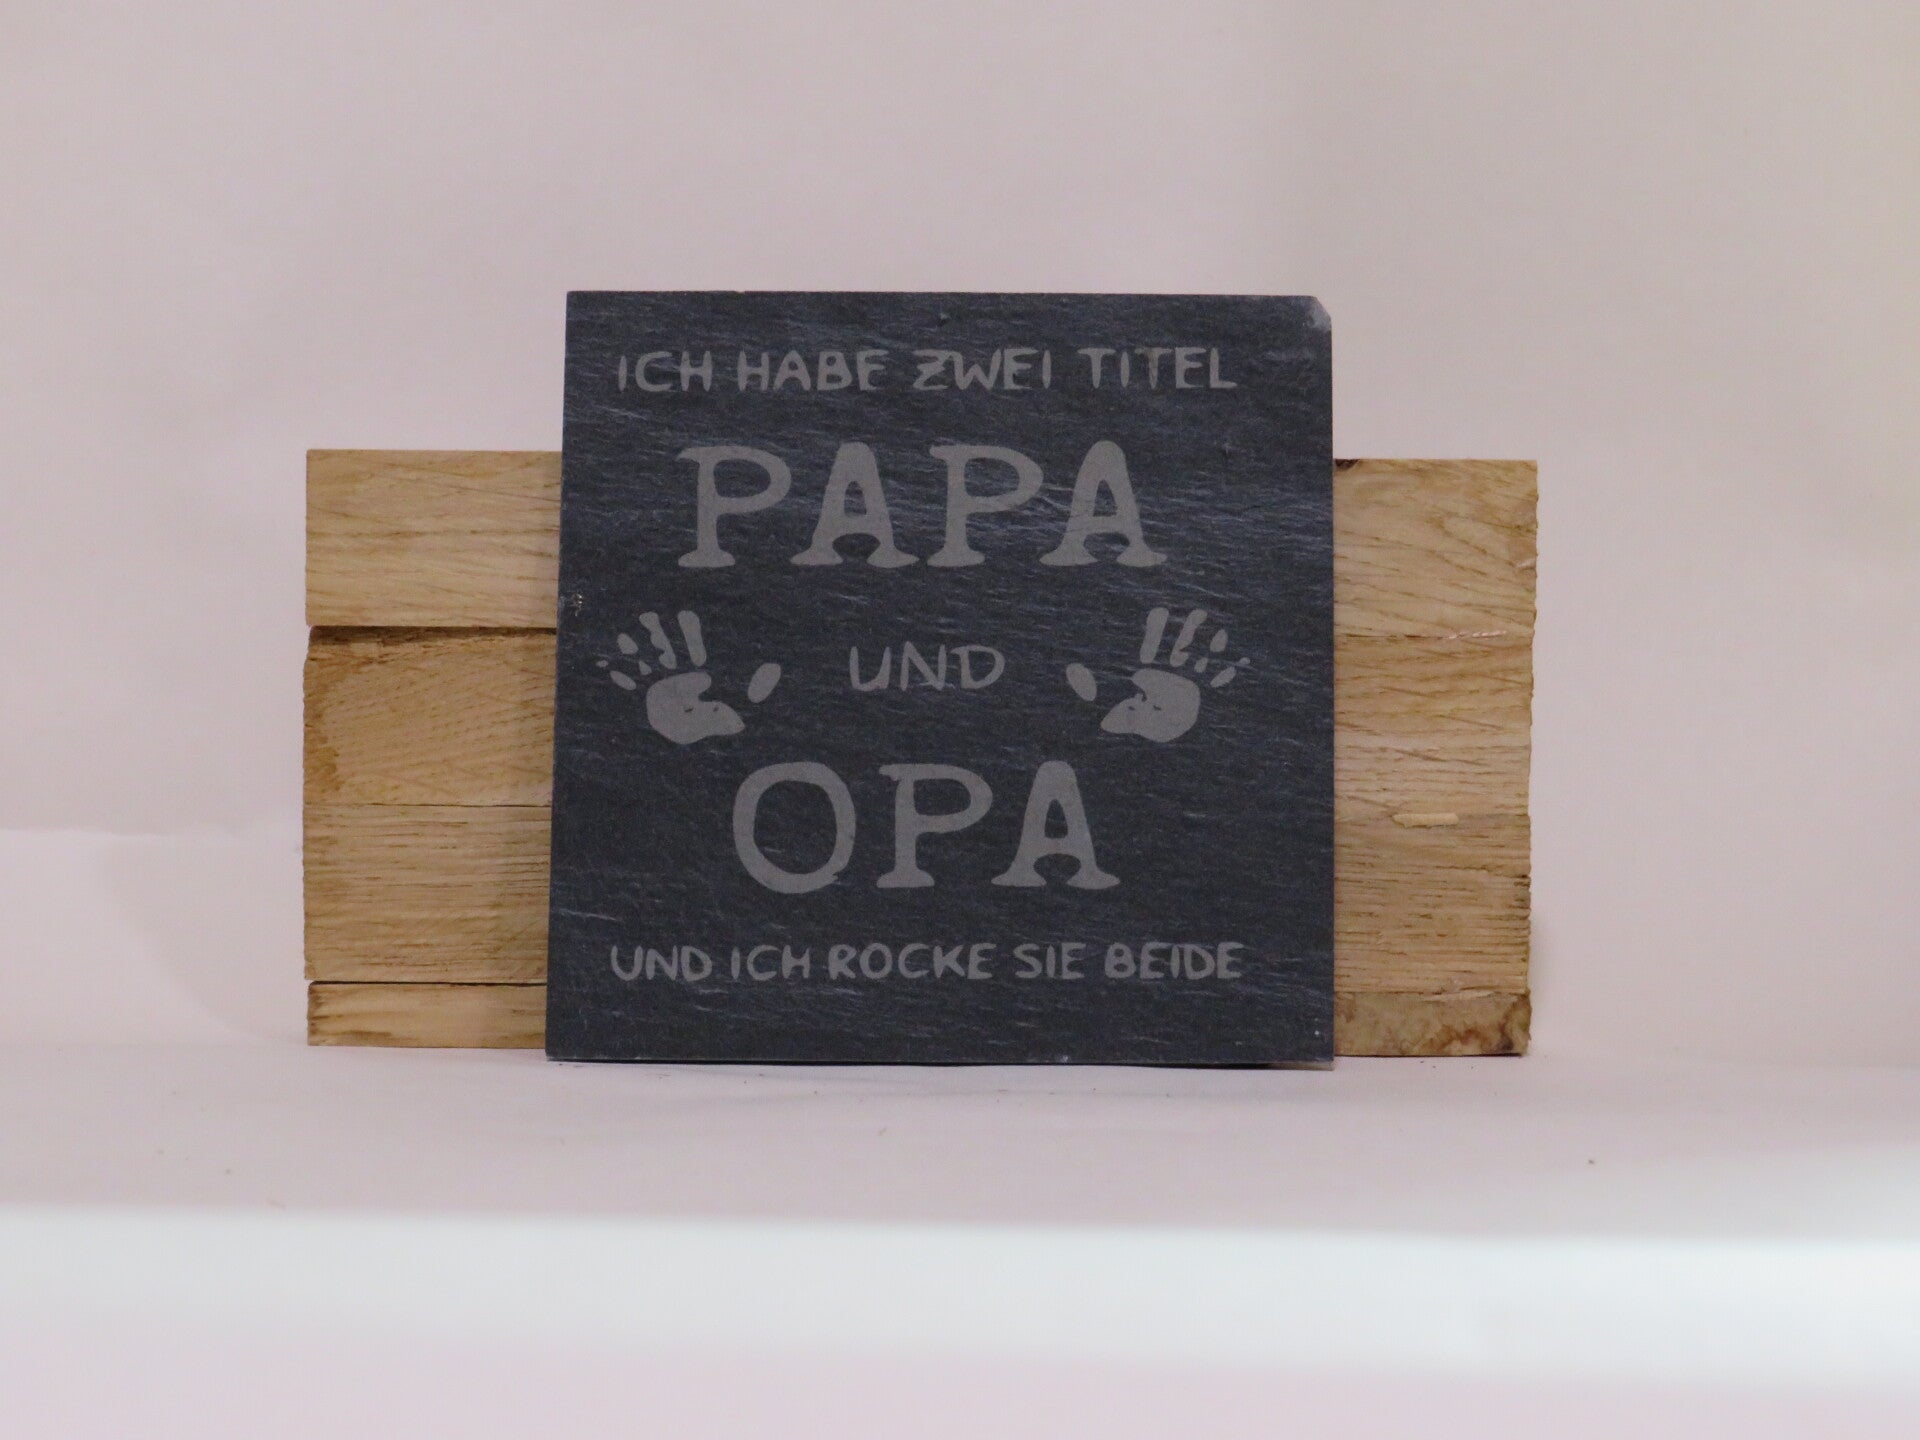 ICH HABE ZWEI TITEL
PAPA
UND
OPA
UND ICH ROCKE SIE BEIDE